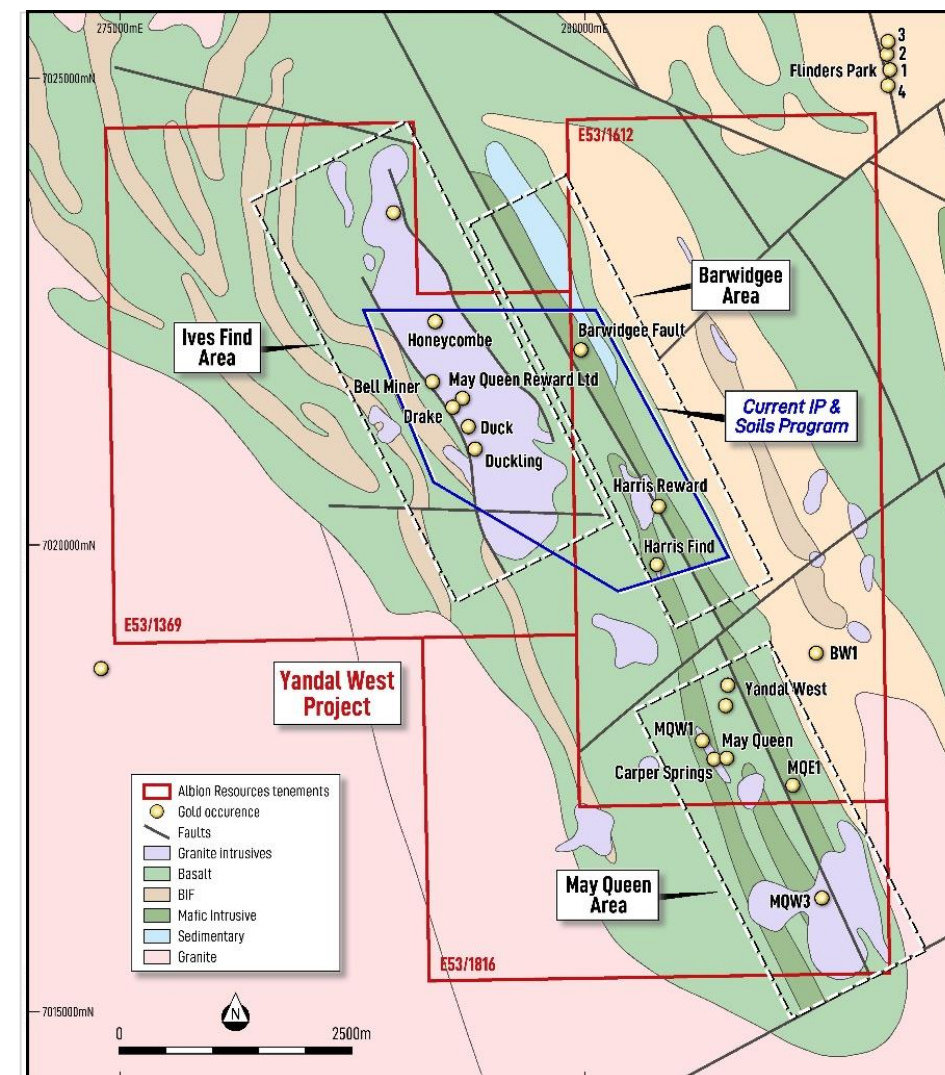 275000mE
280000mE
7025000mN
3
2
Flinders Park
1
4
E53/1612
Barwidgee
Area
Ives Find
Area
Honeycombe
Barwidgee Fault
Bell Miner
May Queen Reward Ltd
Drake
Duck
Duckling
Current IP &
Soils Program
Harris Reward
Harris Find
7020000mN
E53/1369
BW1
Yandal West
Project
Yandal West
MQW1
May Queen
Carper Springs
MQE1
Albion Resources tenements
Gold occurence
Faults
Granite intrusives
Basalt
BIF
Mafic Intrusive
Sedimentary
Granite
May Queen
Area
MQW3
E53/1816
7015000mN
N
0
2500m